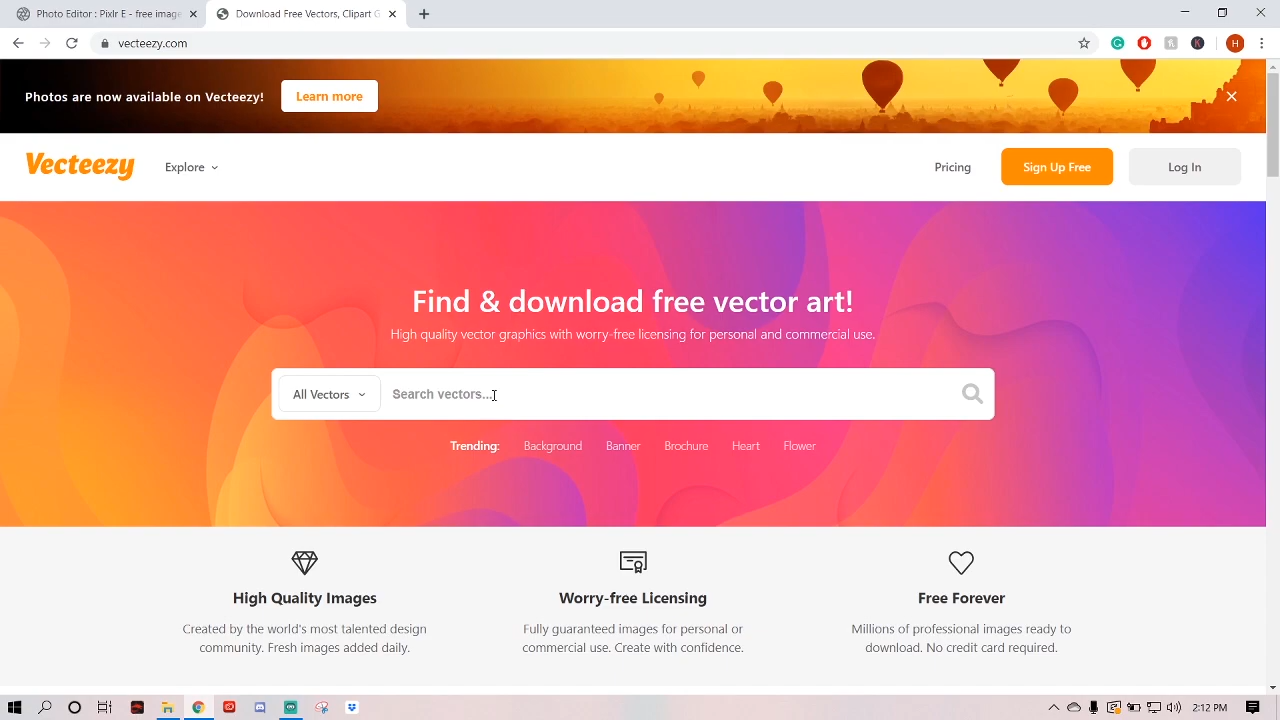 Photo Editor : Pixlr E - free image
Download Free Vectors, Clipart G
vecteezy.com
H
Photos are now available on Vecteezy!
Learn more
Vecteezy
Explore
Pricing
Sign Up Free
Log In
Find & download free vector art!
High quality vector graphics with worry-free licensing for personal and commercial use.
All Vectors
Search vectors...
Trending: Background Banner Brochure Heart Flower
High Quality Images
Created by the world's most talented design
community. Fresh images added daily.
Worry-free Licensing
Fully guaranteed images for personal or
commercial use. Create with confidence.
Free Forever
Millions of professional images ready to
download. No credit card required.
2:12 PM